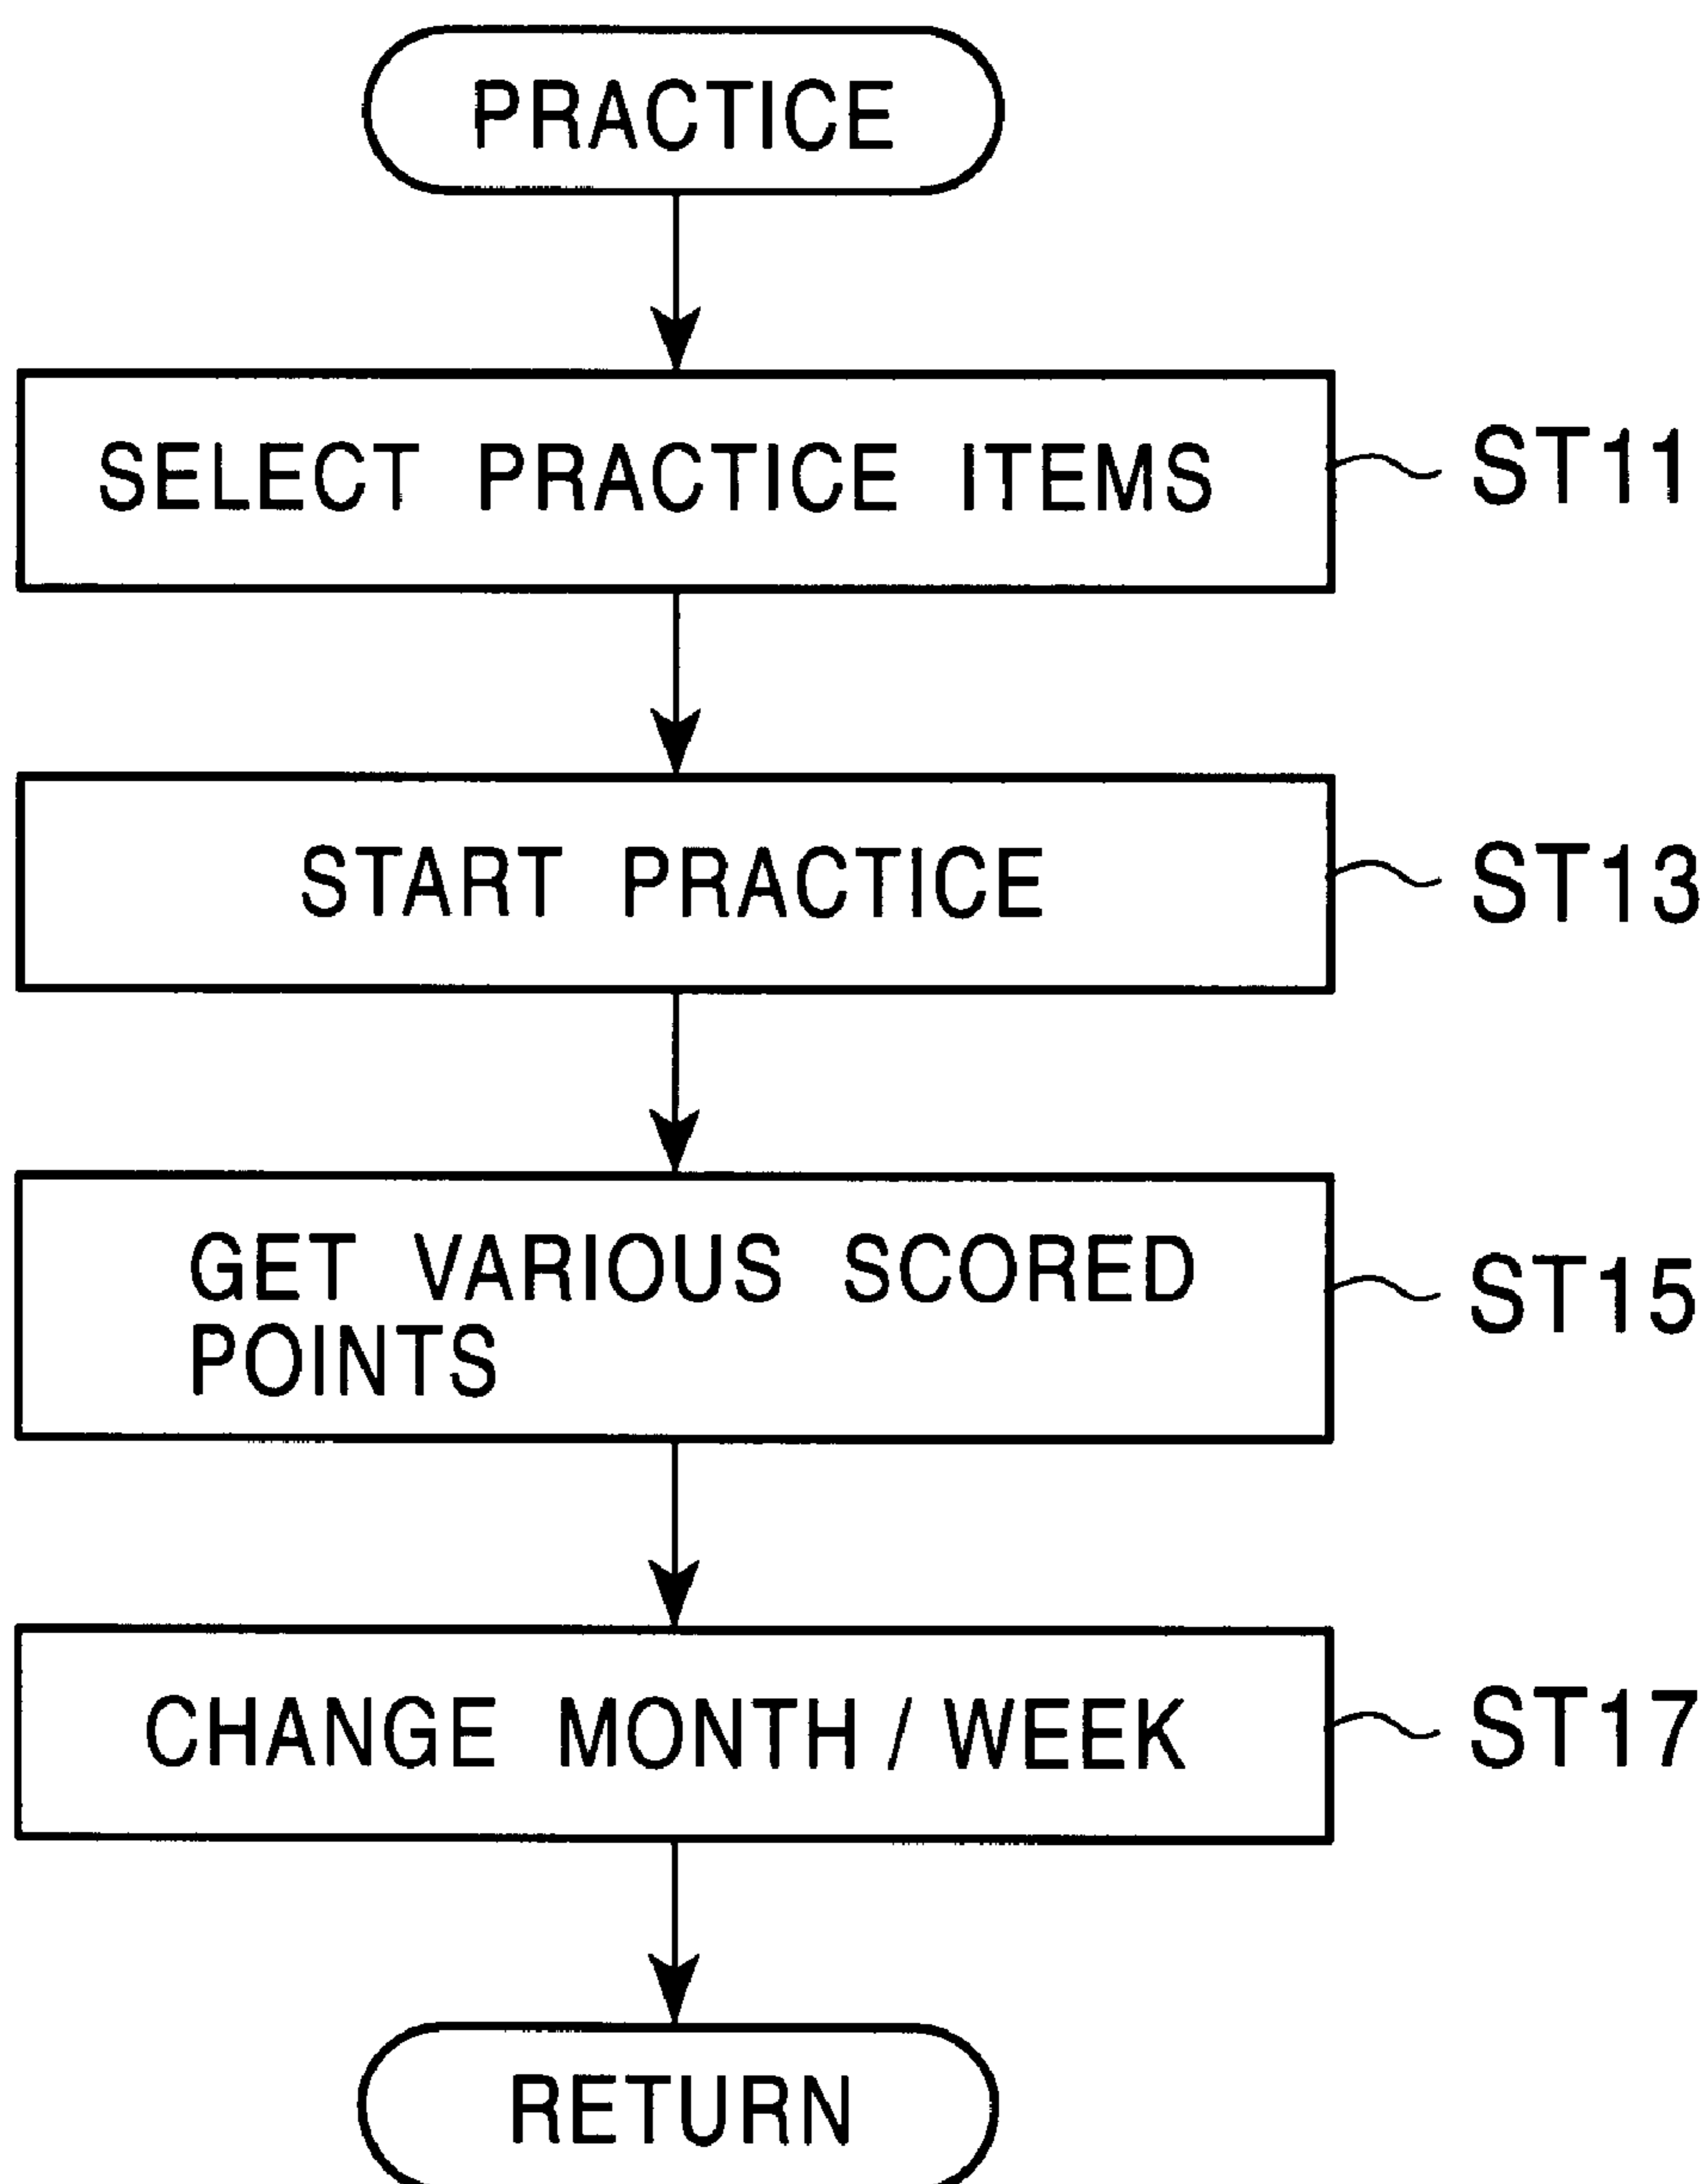 PRACTICE
SELECT PRACTICE ITEMS
ST11
START PRACTICE
ST13
GET VARIOUS SCORED
POINTS
ST15
CHANGE MONTH / WEEK
ST17
RETURN